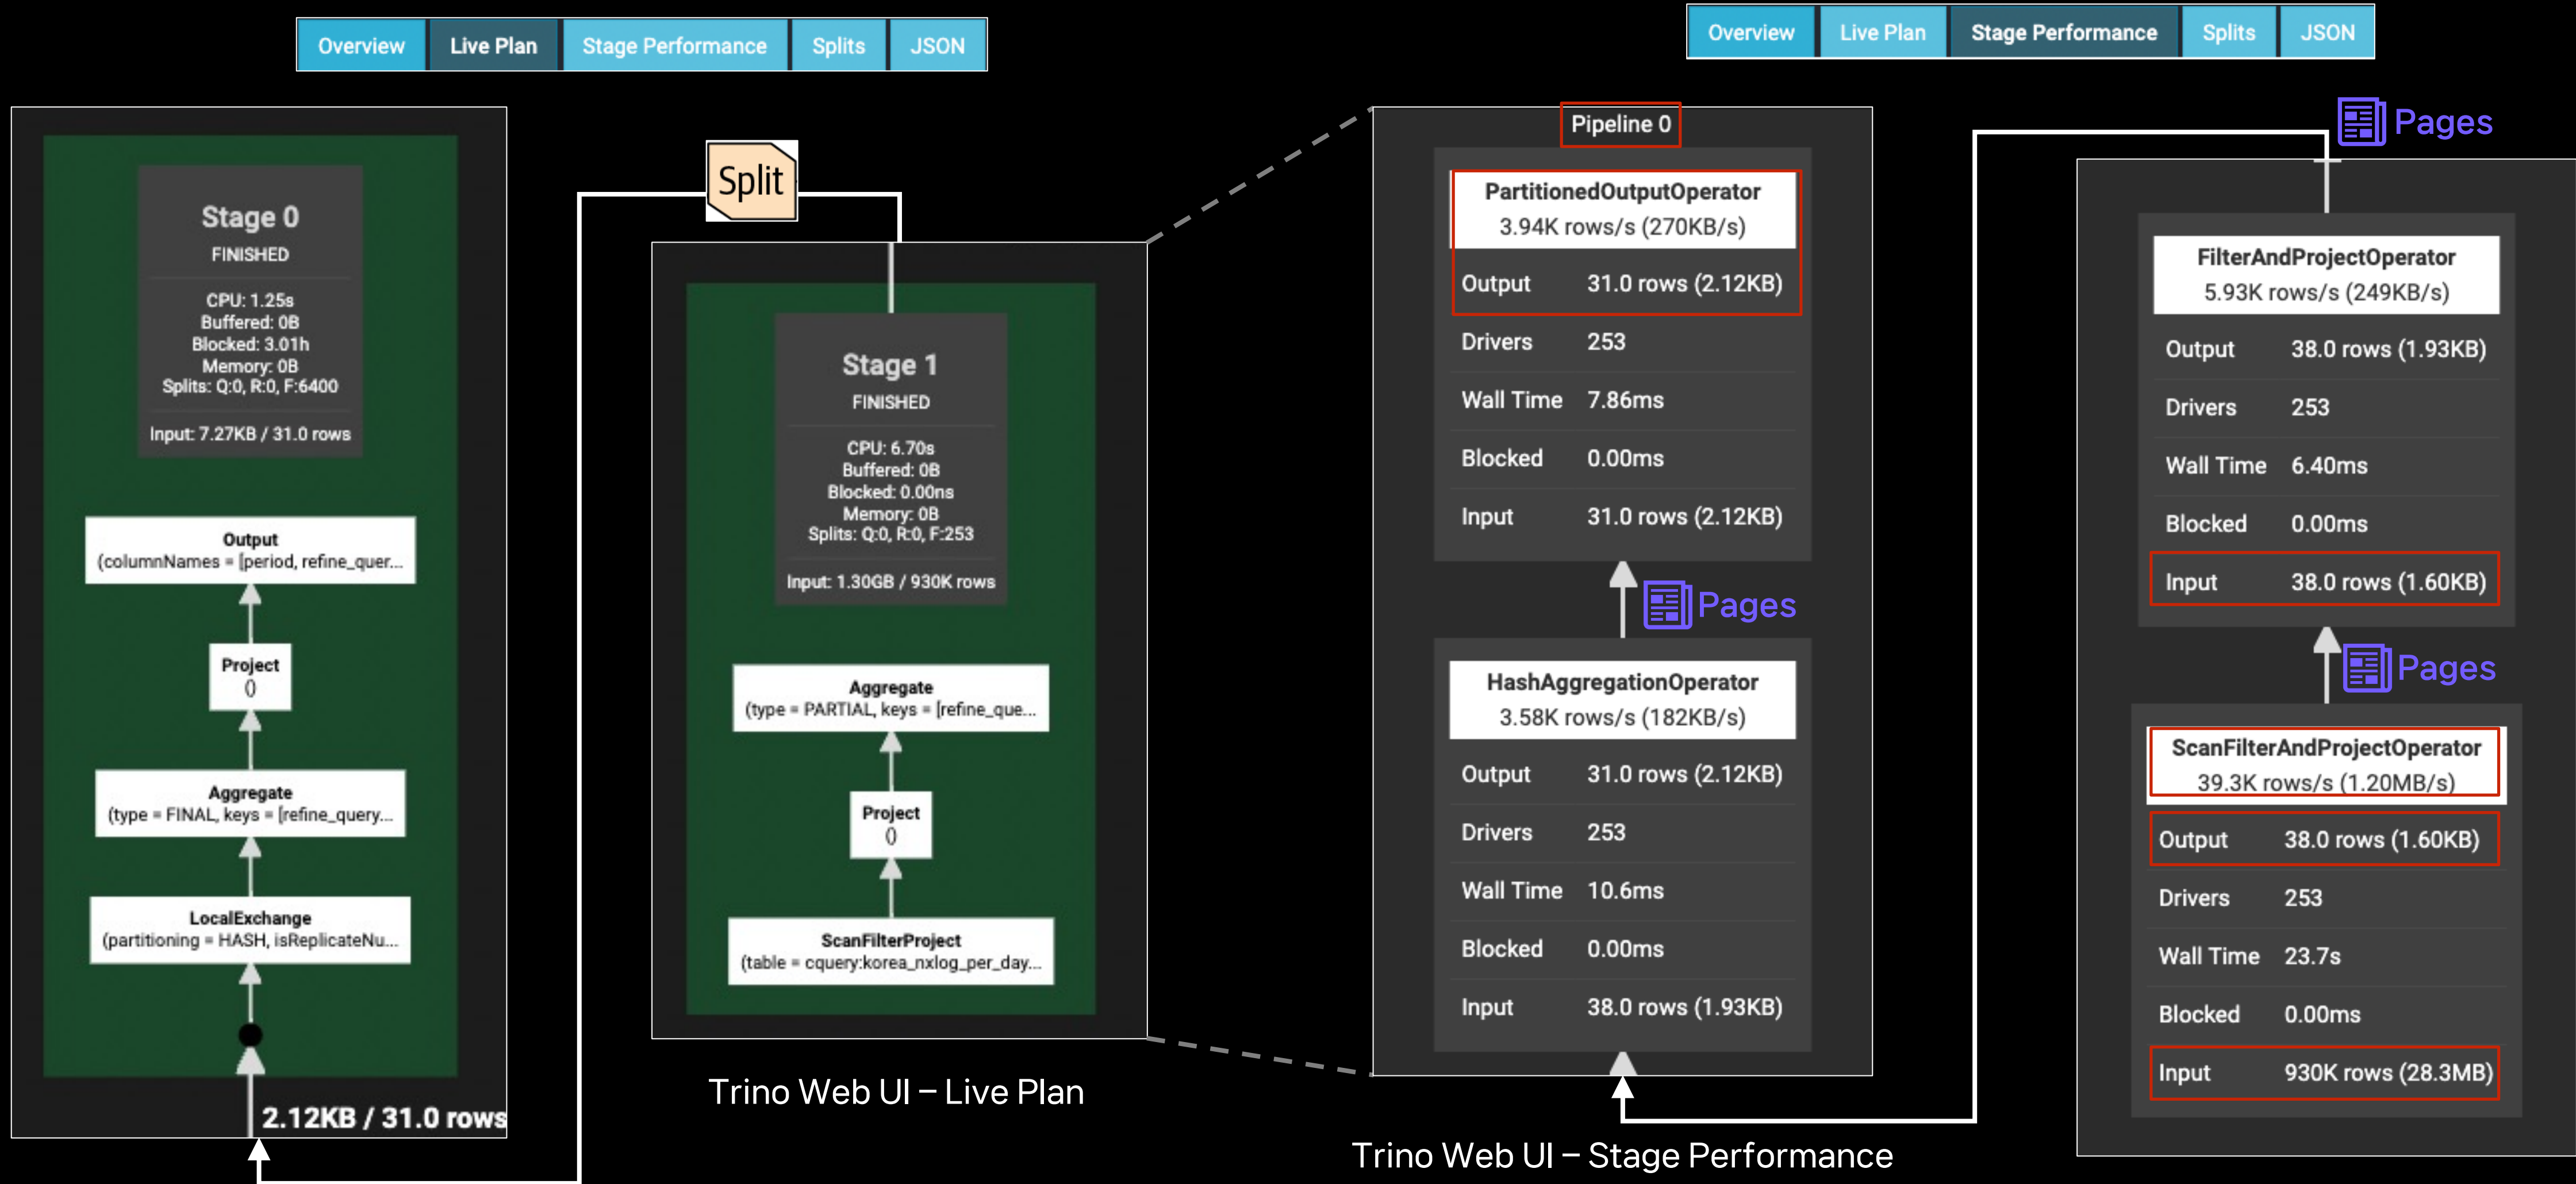 Overview Live Plan Stage Performance Splits JSON
Stage 0
FINISHED
CPU: 1.25s
Buffered: 0B
Blocked: 3.01h
Memory: 0B
Splits: Q:0, R:0, F:6400
Input: 7.27KB / 31.0 rows
Output
(columnNames = [period, refine_quer...
Project
()
Aggregate
(type = FINAL, keys = [refine_query...
LocalExchange
(partitioning = HASH, isReplicateNu...
2.12KB / 31.0 rows
Split
Stage 1
FINISHED
CPU: 6.70s
Buffered: 0B
Blocked: 0.00ns
Memory: 0B
Splits: Q:0, R:0, F:253
Input: 1.30GB / 930K rows
Aggregate
(type = PARTIAL, keys = [refine_que...
Project
()
ScanFilterProject
(table = cquery:korea_nxlog_per_day...
Trino Web UI – Live Plan
Overview Live Plan Stage Performance Splits JSON
Pipeline 0
PartitionedOutputOperator
3.94K rows/s (270KB/s)
Output 31.0 rows (2.12KB)
Drivers 253
Wall Time 7.86ms
Blocked 0.00ms
Input 31.0 rows (2.12KB)
Pages
HashAggregationOperator
3.58K rows/s (182KB/s)
Output 31.0 rows (2.12KB)
Drivers 253
Wall Time 10.6ms
Blocked 0.00ms
Input 38.0 rows (1.93KB)
Trino Web UI – Stage Performance
Pages
FilterAndProjectOperator
5.93K rows/s (249KB/s)
Output 38.0 rows (1.93KB)
Drivers 253
Wall Time 6.40ms
Blocked 0.00ms
Input 38.0 rows (1.60KB)
Pages
ScanFilterAndProjectOperator
39.3K rows/s (1.20MB/s)
Output 38.0 rows (1.60KB)
Drivers 253
Wall Time 23.7s
Blocked 0.00ms
Input 930K rows (28.3MB)